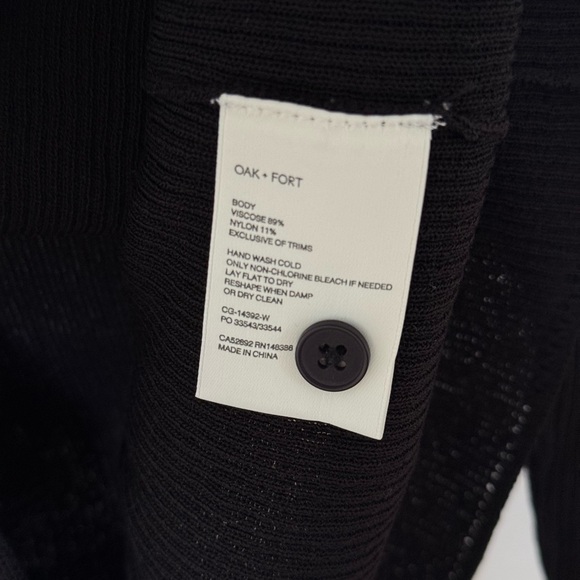 OAK + FORT
BODY
VISCOSE 89%
NYLON 11%
EXCLUSIVE OF TRIMS
HAND WASH COLD
ONLY NON-CHLORINE BLEACH IF NEEDED
LAY FLAT TO DRY
RESHAPE WHEN DAMP
OR DRY CLEAN
CG-14392-W
PO 33543/33544
CA52892 RN148386
MADE IN CHINA